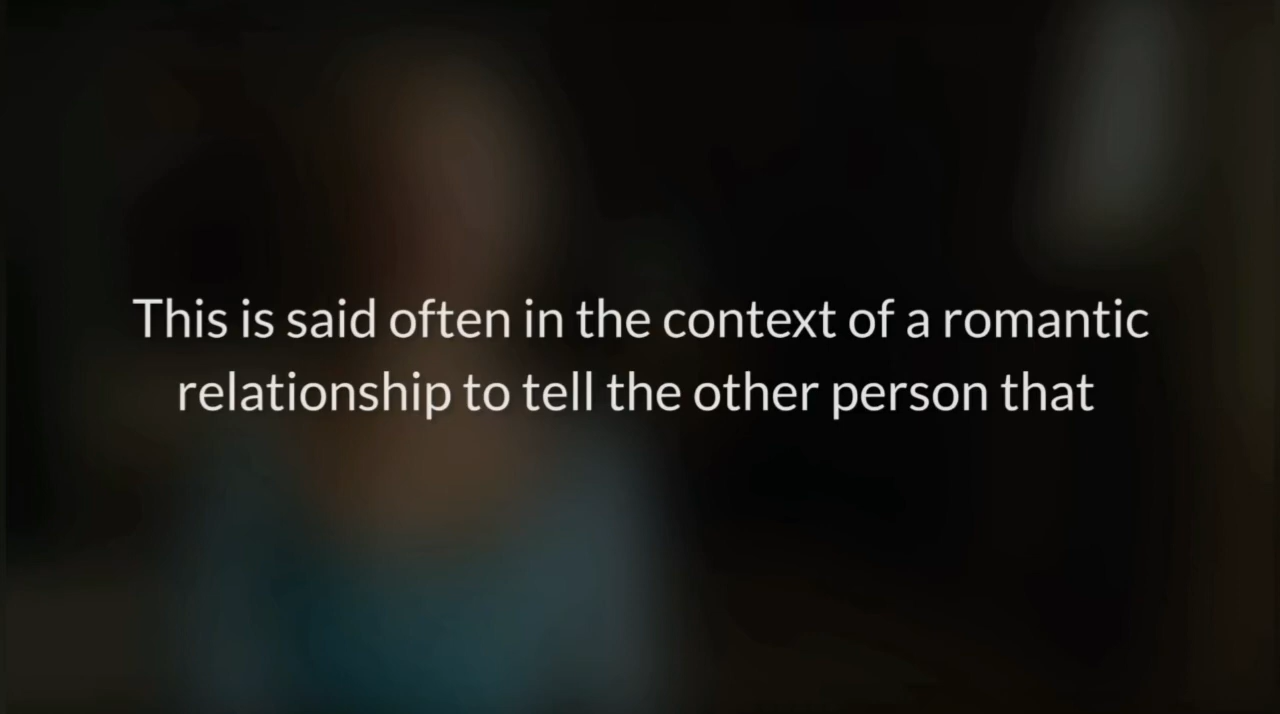 This is said often in the context of a romantic
relationship to tell the other person that